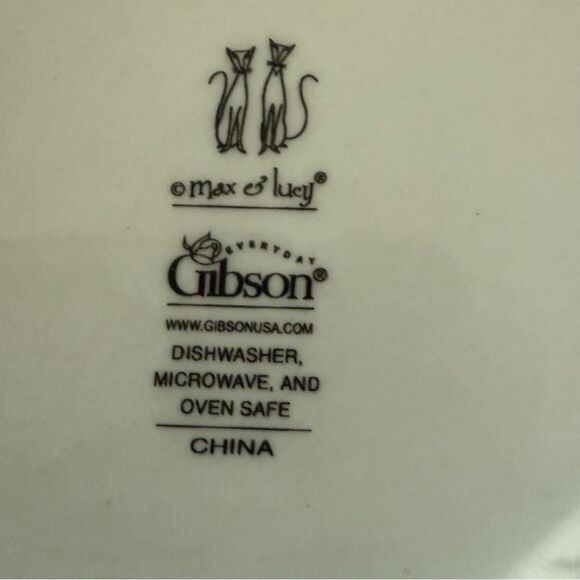 © max & lucy®
EVERYDAY
Gibson®
WWW.GIBSONUSA.COM
DISHWASHER,
MICROWAVE, AND
OVEN SAFE
CHINA